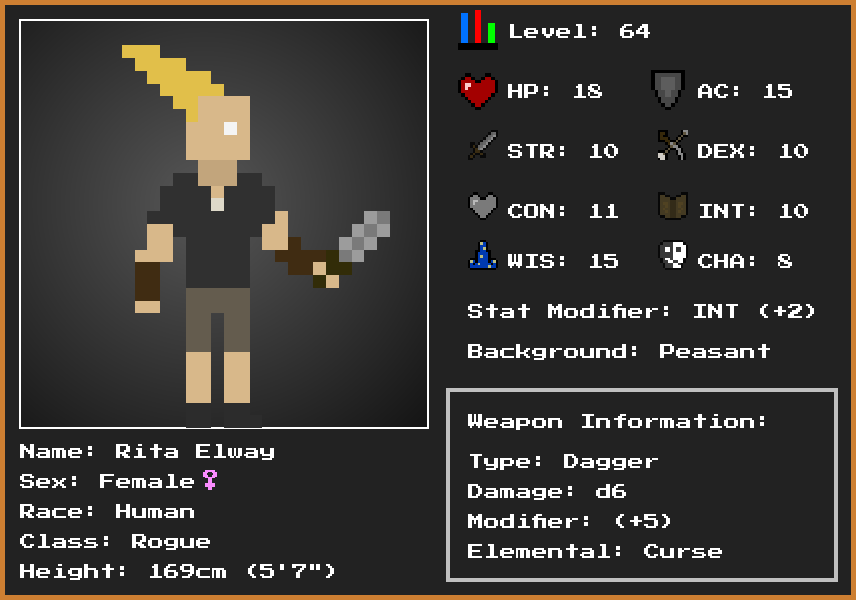 Level: 64
HP: 18 AC: 15
STR: 10 DEX: 10
CON: 11 INT: 10
WIS: 15 CHA: 8
Stat Modifier: INT (+2)
Background: Peasant
Name: Rita Elway
Sex: Female♀
Race: Human
Class: Rogue
Height: 169cm (5'7")
Weapon Information:
Type: Dagger
Damage: d6
Modifier: (+5)
Elemental: Curse